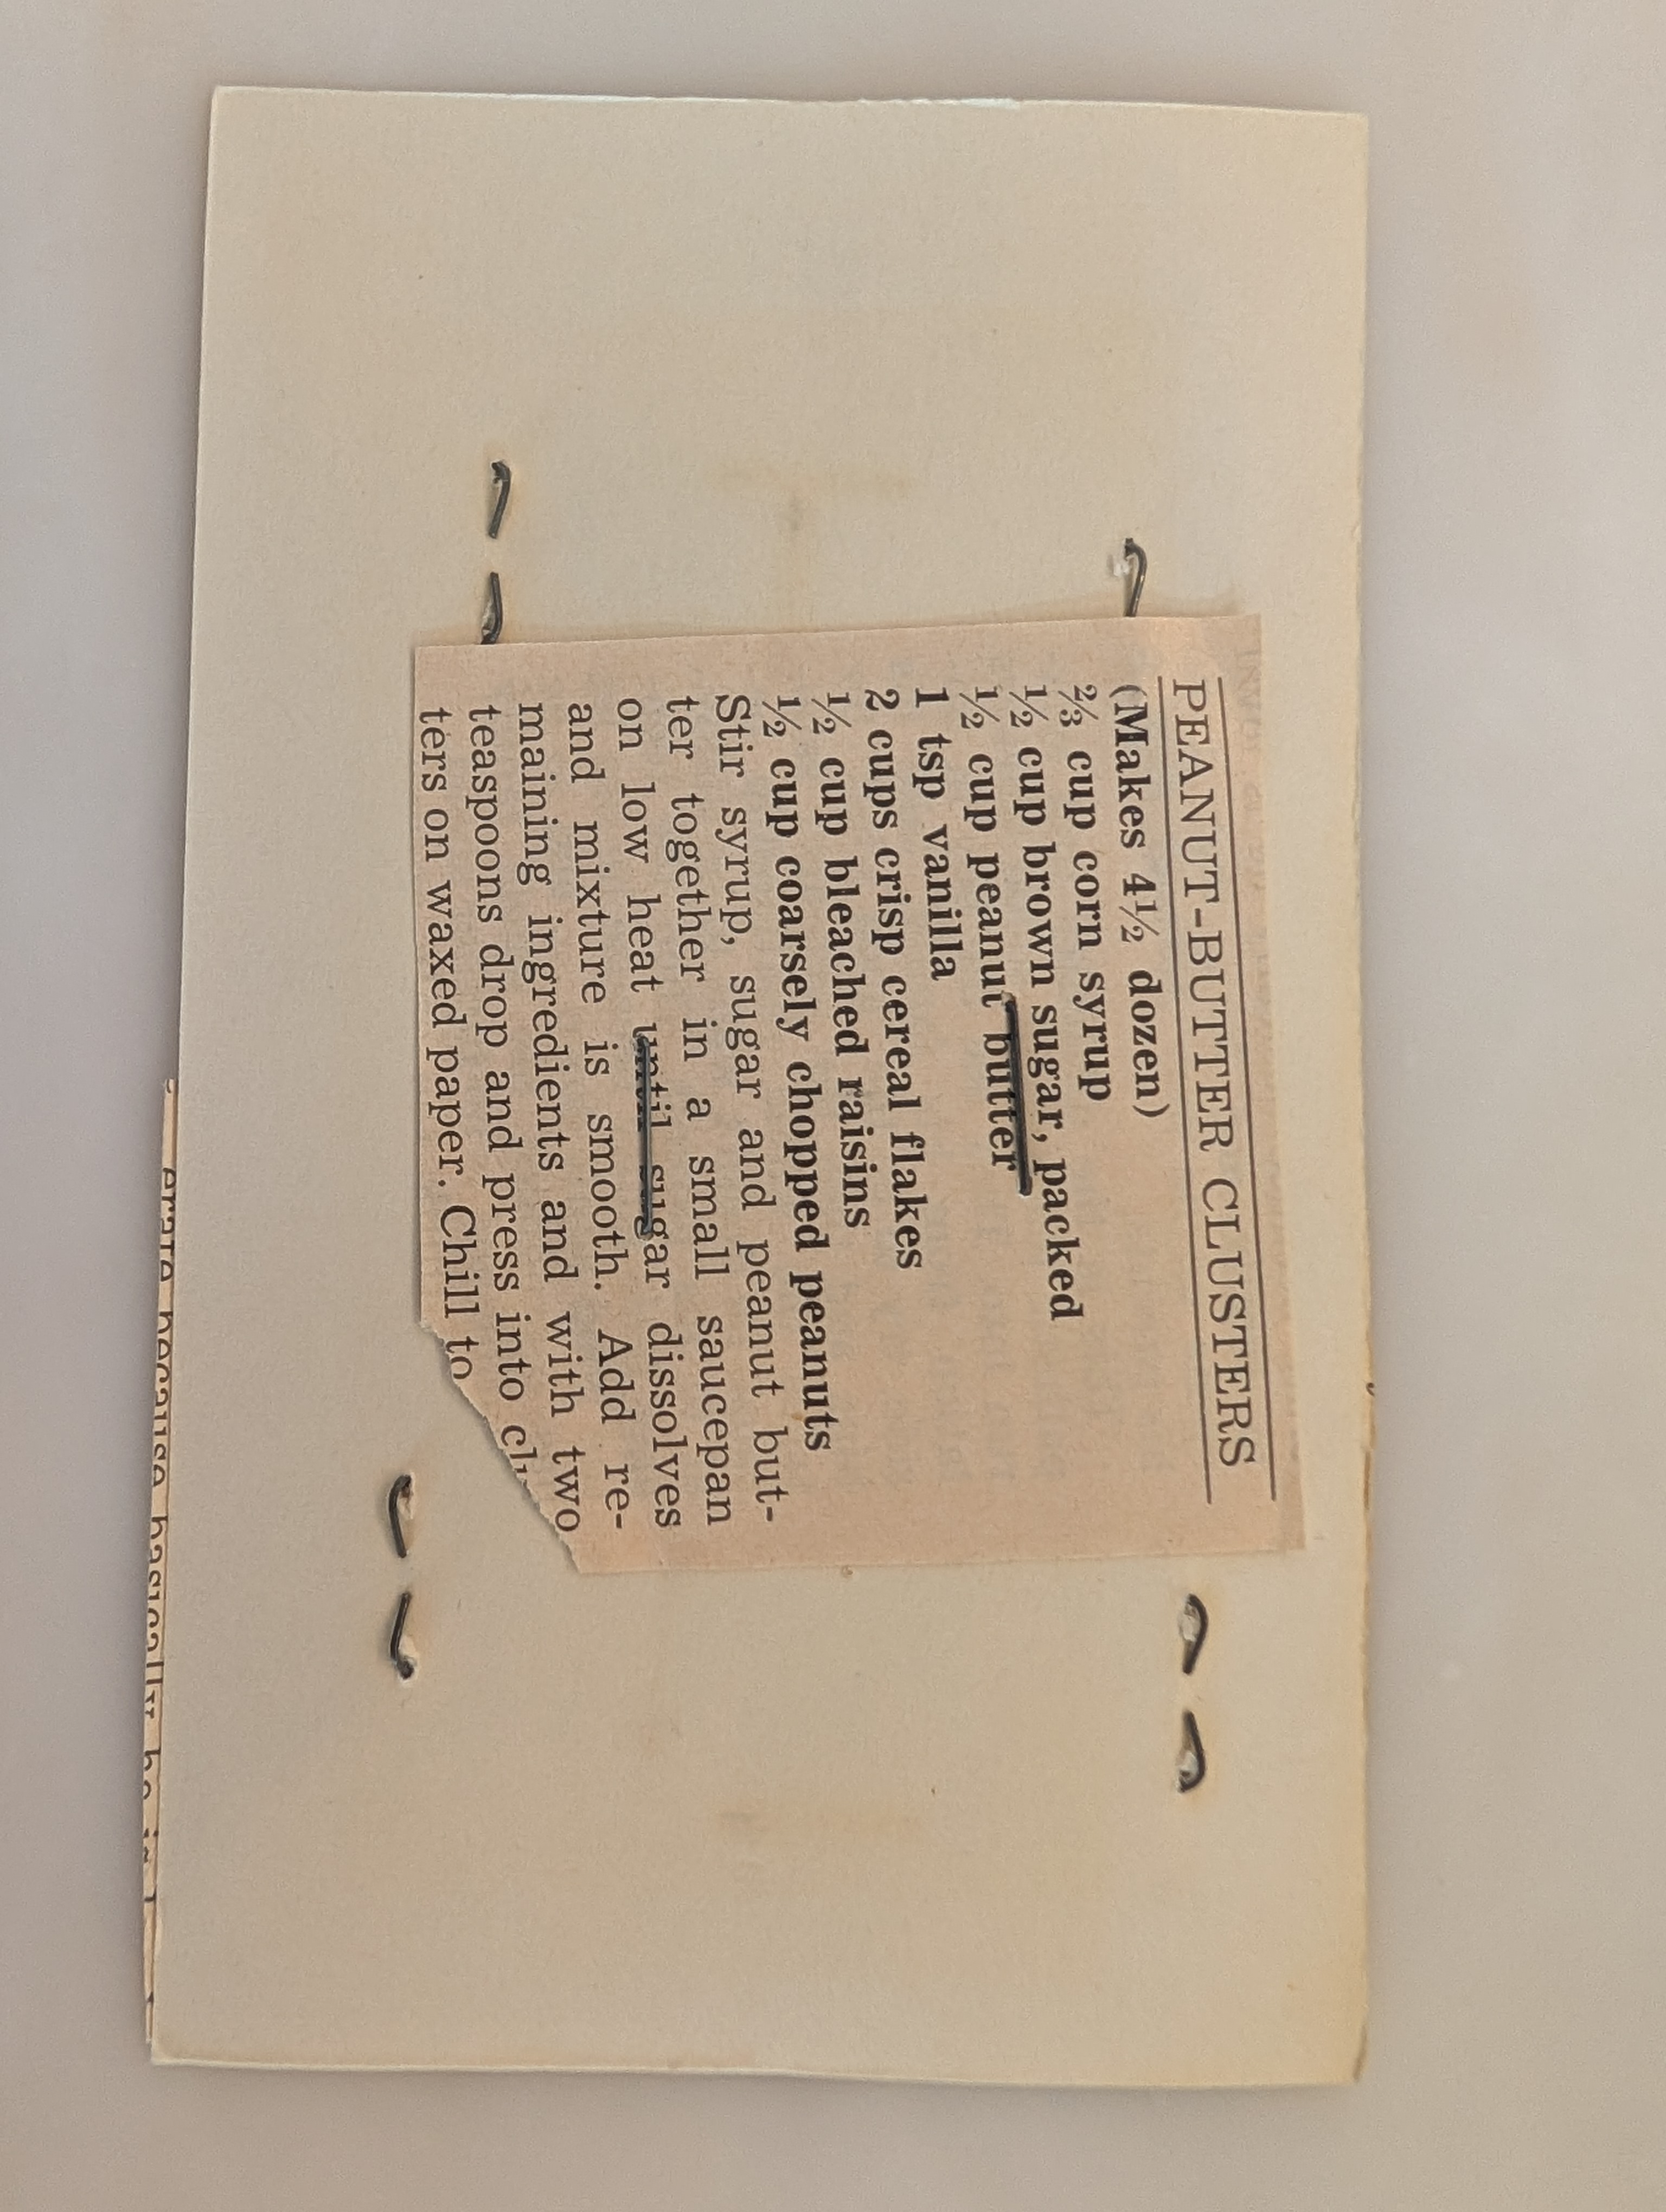 PEANUT-BUTTER CLUSTERS
(Makes 4½ dozen)
⅔ cup corn syrup
½ cup brown sugar, packed
½ cup peanut butter
1 tsp vanilla
2 cups crisp cereal flakes
½ cup bleached raisins
½ cup coarsely chopped peanuts
Stir syrup, sugar and peanut but-
ter together in a small saucepan
on low heat until sugar dissolves
and mixture is smooth. Add re-
maining ingredients and with two
teaspoons drop and press into
ters on waxed paper. Chill to
because basically